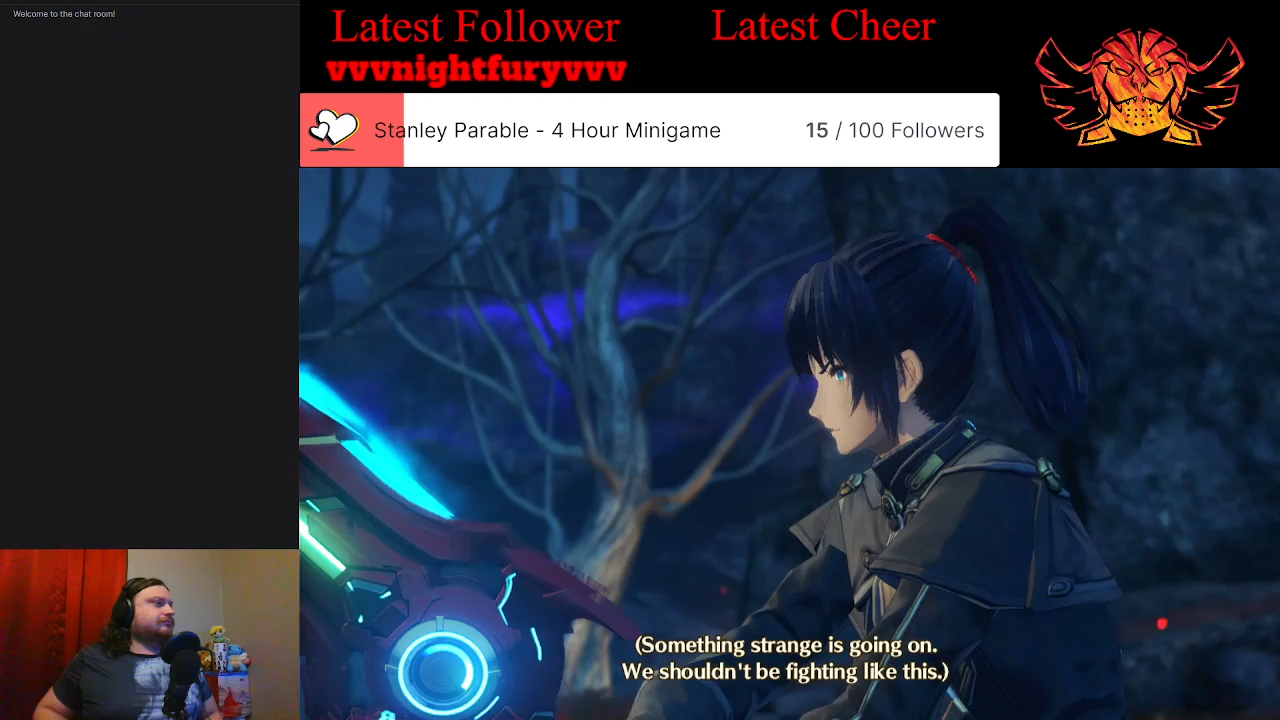 Welcome to the chat room!
Latest Follower
vvvnightfuryvvv
Latest Cheer
Stanley Parable - 4 Hour Minigame
15 / 100 Followers
(Something strange is going on.
We shouldn't be fighting like this.)